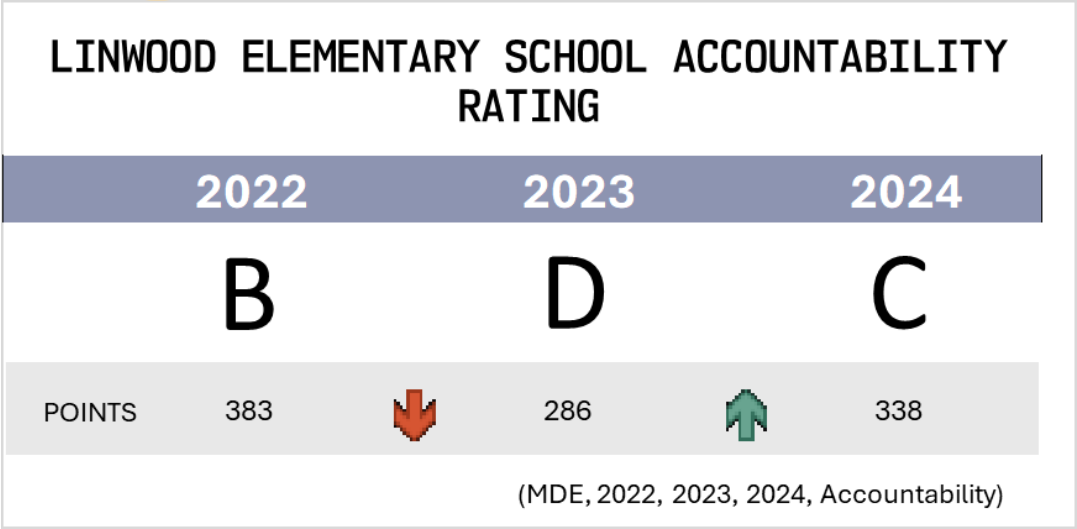 LINWOOD ELEMENTARY SCHOOL ACCOUNTABILITY
RATING
2022 2023 2024
B D C
POINTS 383 286 338
(MDE, 2022, 2023, 2024, Accountability)